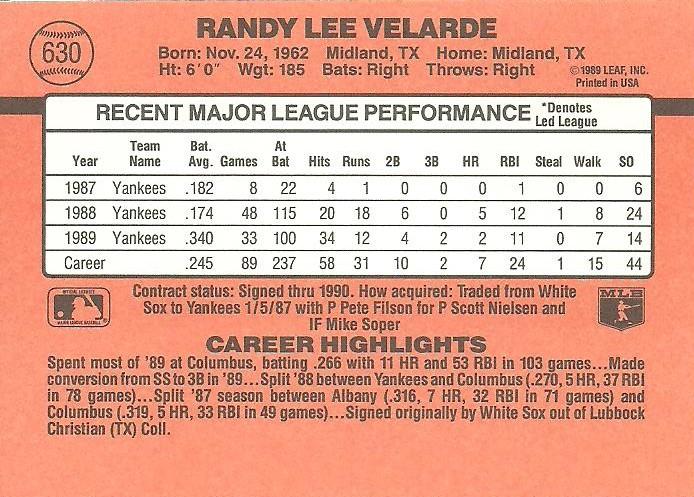 630
RANDY LEE VELARDE
Born: Nov. 24, 1962 Midland, TX Home: Midland, TX
Ht: 6'0" Wgt: 185 Bats: Right Throws: Right
©1989 LEAF, INC.
Printed in USA
RECENT MAJOR LEAGUE PERFORMANCE *Denotes Led League
Year Team Name Bat. Avg. Games At Bat Hits Runs 2B 3B HR RBI Steal Walk SO
1987 Yankees .182 8 22 4 1 0 0 0 1 0 0 6
1988 Yankees .174 48 115 20 18 6 0 5 12 1 8 24
1989 Yankees .340 33 100 34 12 4 2 2 11 0 7 14
Career .245 89 237 58 31 10 2 7 24 1 15 44
Contract status: Signed thru 1990. How acquired: Traded from White
Sox to Yankees 1/5/87 with P Pete Filson for P Scott Nielsen and
IF Mike Soper
MLB
CAREER HIGHLIGHTS
Spent most of '89 at Columbus, batting .266 with 11 HR and 53 RBI in 103 games...Made
conversion from SS to 3B in '89...Split '88 between Yankees and Columbus (.270, 5 HR, 37 RBI
in 78 games)...Split '87 season between Albany (.316, 7 HR, 32 RBI in 71 games) and
Columbus (.319, 5 HR, 33 RBI in 49 games)...Signed originally by White Sox out of Lubbock
Christian (TX) Coll.